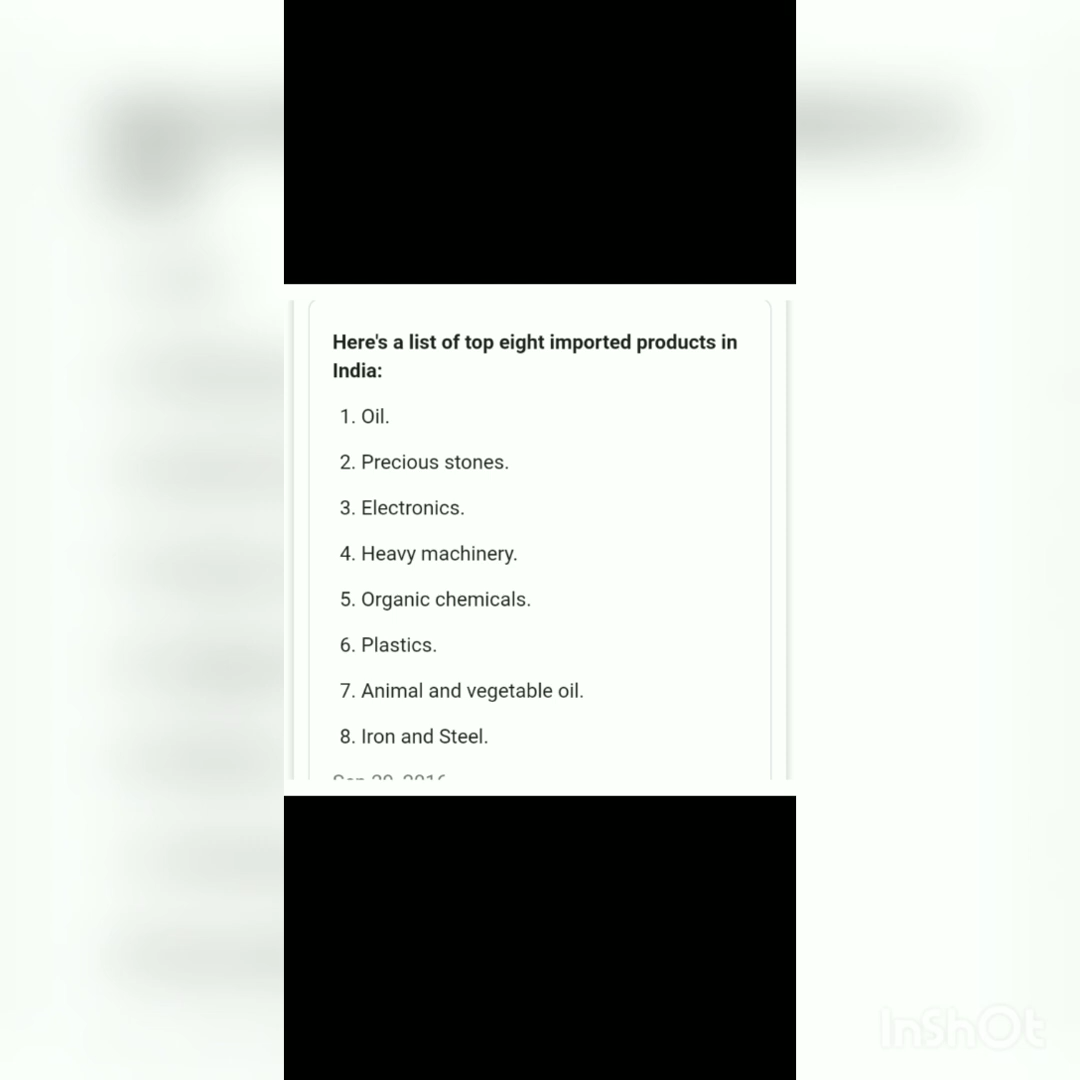 Here's a list of top eight imported products in
India:
1. Oil.
2. Precious stones.
3. Electronics.
4. Heavy machinery.
5. Organic chemicals.
6. Plastics.
7. Animal and vegetable oil.
8. Iron and Steel.
InShOt